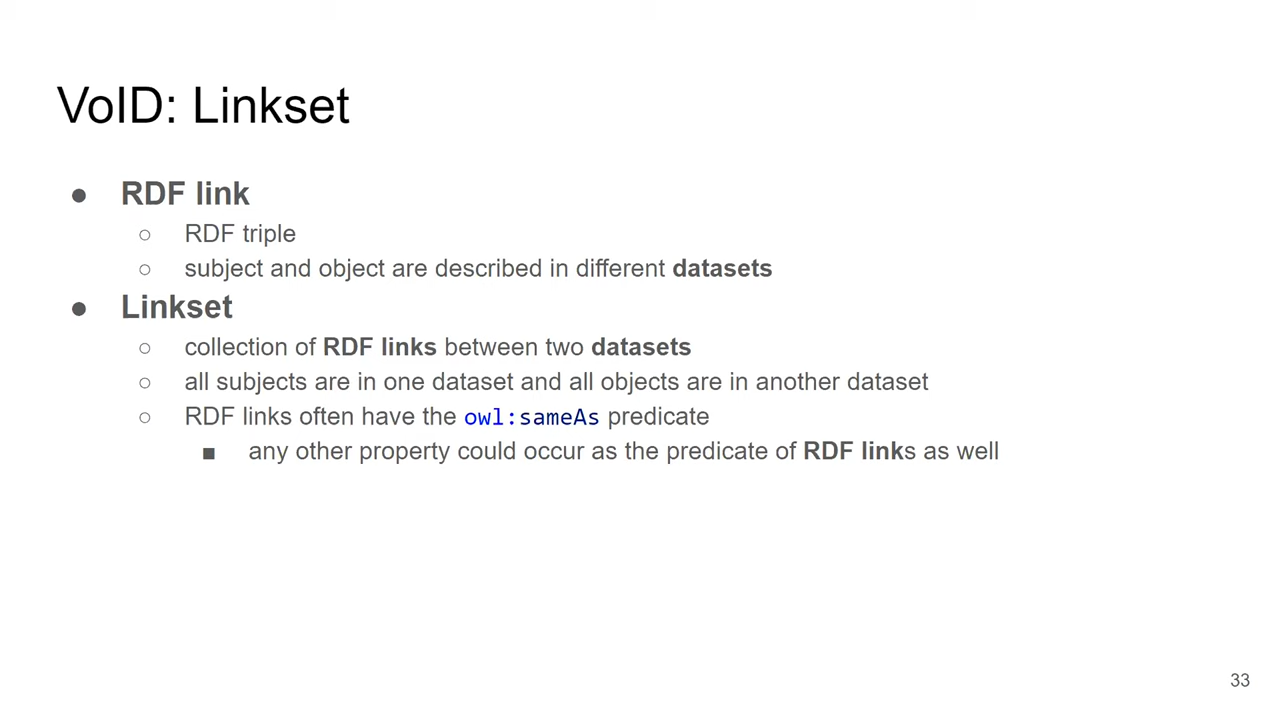 VoID: Linkset
● RDF link
○ RDF triple
○ subject and object are described in different datasets
● Linkset
○ collection of RDF links between two datasets
○ all subjects are in one dataset and all objects are in another dataset
○ RDF links often have the owl:sameAs predicate
■ any other property could occur as the predicate of RDF links as well
33